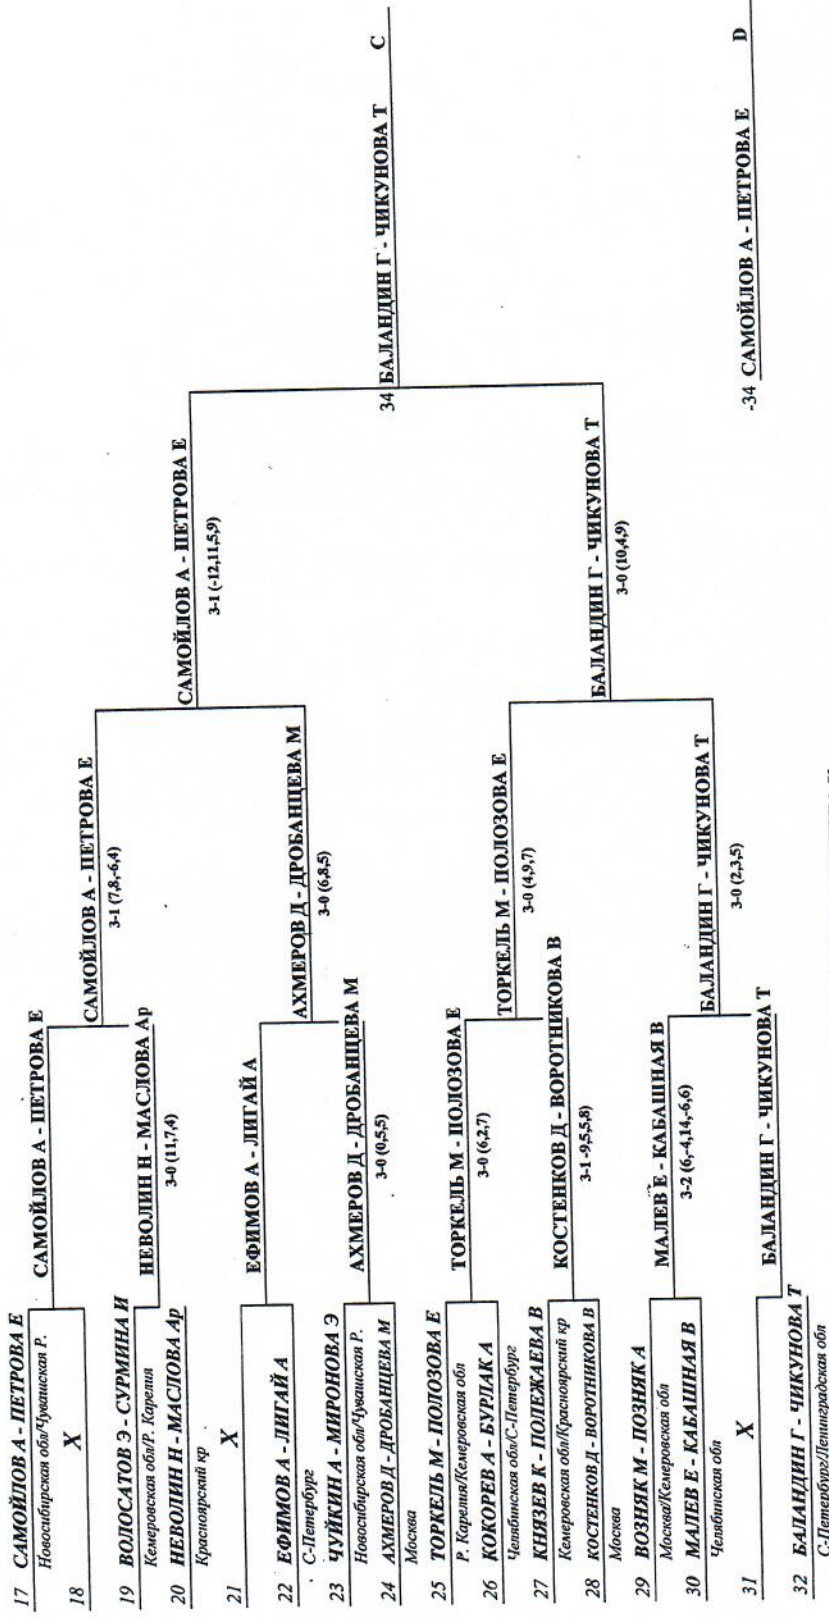 17 САМОЙЛОВ А - ПЕТРОВА Е
Новосибирская обл/Чувашская Р.
18 X
19 ВОЛОСАТОВ Э - СУРМИНА И
Кемеровская обл/Р. Карелия
20 НЕВОЛИН Н - МАСЛОВА Ар
Красноярский кр
21 X
22 ЕФИМОВ А - ЛИГАЙ А
С-Петербург
23 ЧУЙКИН А - МИРОНОВА Э
Новосибирская обл/Чувашская Р.
24 АХМЕРОВ Д - ДРОБАНЦЕВА М
Москва
25 ТОРКЕЛЬ М - ПОЛОЗОВА Е
Р. Карелия/Кемеровская обл
26 КОКОРЕВ А - БУРЛАК А
Челябинская обл/С-Петербург
27 КНЯЗЕВ К - ПОЛЕЖАЕВА В
Кемеровская обл/Красноярский кр
28 КОСТЕНКОВ Д - ВОРОТНИКОВА В
Москва
29 ВОЗНЯК М - ПОЗНЯК А
Москва/Кемеровская обл
30 МАЛЕВ Е - КАБАШНАЯ В
Челябинская обл
31 X
32 БАЛАНДИН Г - ЧИКУНОВА Т
С-Петербург/Ленинградская обл
САМОЙЛОВ А - ПЕТРОВА Е
НЕВОЛИН Н - МАСЛОВА Ар
3-0 (11,7,4)
ЕФИМОВ А - ЛИГАЙ А
АХМЕРОВ Д - ДРОБАНЦЕВА М
3-0 (0,5,5)
ТОРКЕЛЬ М - ПОЛОЗОВА Е
3-0 (6,2,7)
КОСТЕНКОВ Д - ВОРОТНИКОВА В
3-1 -9,5,5,8)
МАЛЕВ Е - КАБАШНАЯ В
3-2 (6,-4,14,-6,6)
БАЛАНДИН Г - ЧИКУНОВА Т
САМОЙЛОВ А - ПЕТРОВА Е
3-1 (7,8,-6,4)
АХМЕРОВ Д - ДРОБАНЦЕВА М
3-0 (6,8,5)
ТОРКЕЛЬ М - ПОЛОЗОВА Е
3-0 (4,9,7)
БАЛАНДИН Г - ЧИКУНОВА Т
3-0 (2,3,5)
САМОЙЛОВ А - ПЕТРОВА Е
3-1 (-12,11,5,9)
БАЛАНДИН Г - ЧИКУНОВА Т
3-0 (10,4,9)
34 БАЛАНДИН Г - ЧИКУНОВА Т C
-34 САМОЙЛОВ А - ПЕТРОВА Е D